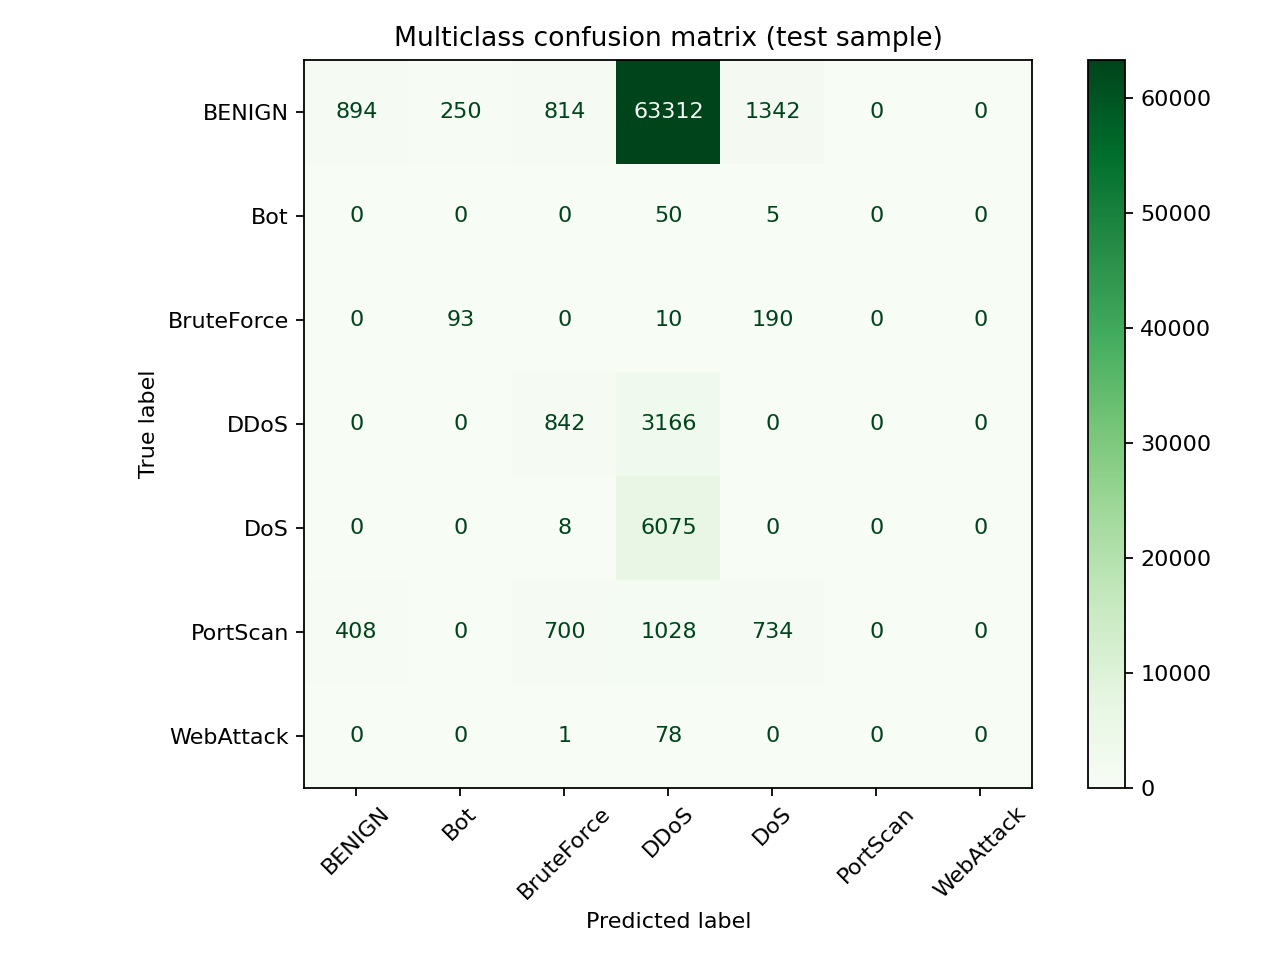 Multiclass confusion matrix (test sample)
BENIGN 894 250 814 63312 1342 0 0
Bot 0 0 0 50 5 0 0
BruteForce 0 93 0 10 190 0 0
DDoS 0 0 842 3166 0 0 0
DoS 0 0 8 6075 0 0 0
PortScan 408 0 700 1028 734 0 0
WebAttack 0 0 1 78 0 0 0
True label
BENIGN Bot BruteForce DDoS DoS PortScan WebAttack
Predicted label
60000
50000
40000
30000
20000
10000
0